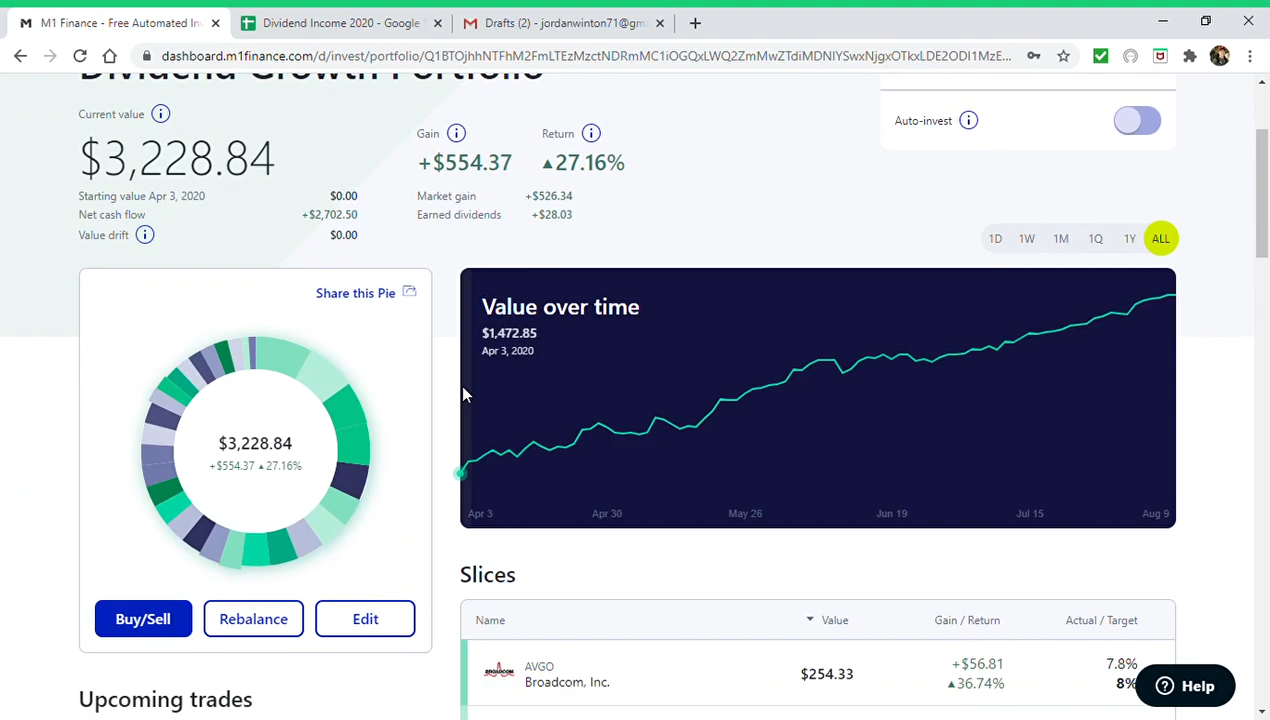 M1 Finance - Free Automated Inv
Dividend Income 2020 - Google S
Drafts (2) - jordanwinton71@gm
dashboard.m1finance.com/d/invest/portfolio/
Dividend Growth Portfolio
Current value
$3,228.84
Starting value Apr 3, 2020 $0.00
Net cash flow +$2,702.50
Value drift $0.00
Gain
+$554.37
Return
▲27.16%
Market gain +$526.34
Earned dividends +$28.03
Auto-invest
1D 1W 1M 1Q 1Y ALL
Share this Pie
$3,228.84
+$554.37 ▲ 27.16%
Buy/Sell Rebalance Edit
Value over time
$1,472.85
Apr 3, 2020
Apr 3 Apr 30 May 26 Jun 19 Jul 15 Aug 9
Slices
Name Value Gain / Return Actual / Target
BROADCOM
AVGO
Broadcom, Inc.
$254.33
+$56.81
▲36.74%
7.8%
8%
Upcoming trades
Help